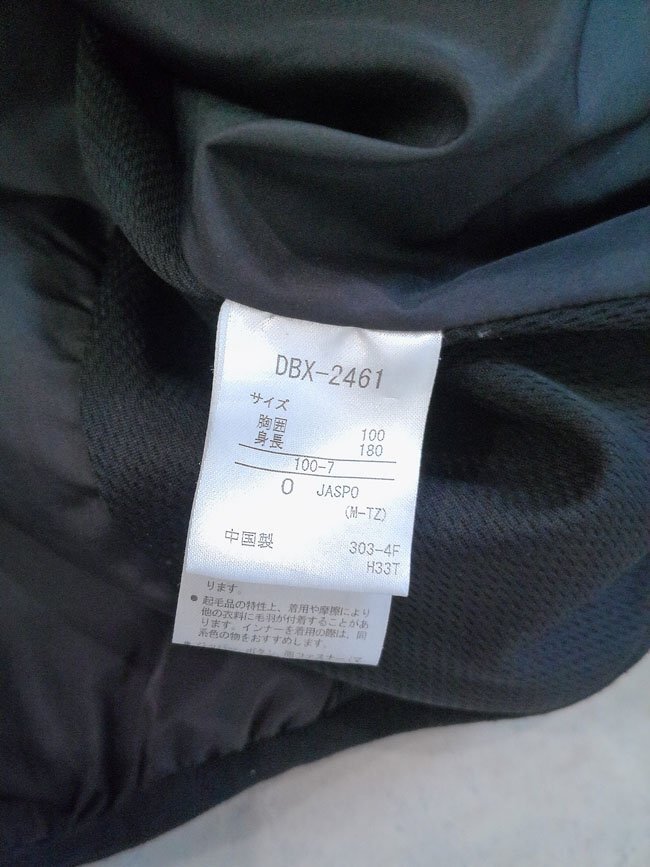 DBX-2461
サイズ
胸囲 100
身長 180
100-7
O JASPO
(M-TZ)
中国製 303-4F
H33T
ります。
● 起毛品の特性上、着用や摩擦により
他の衣料に毛羽が付着することがあ
ります。インナーを着用の際は、同
系色の物をおすすめします。